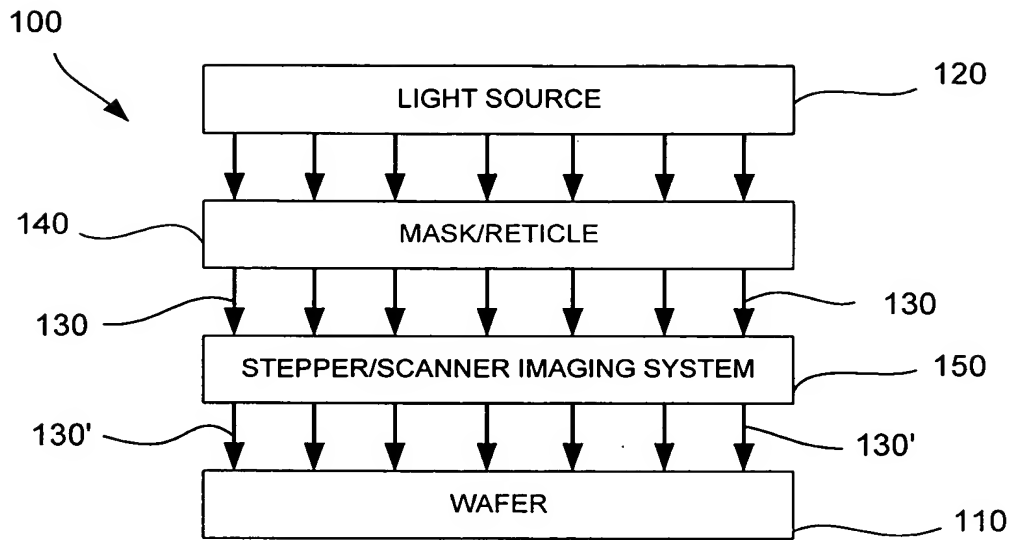 100
LIGHT SOURCE
120
140
MASK/RETICLE
130
130
STEPPER/SCANNER IMAGING SYSTEM
150
130'
130'
WAFER
110